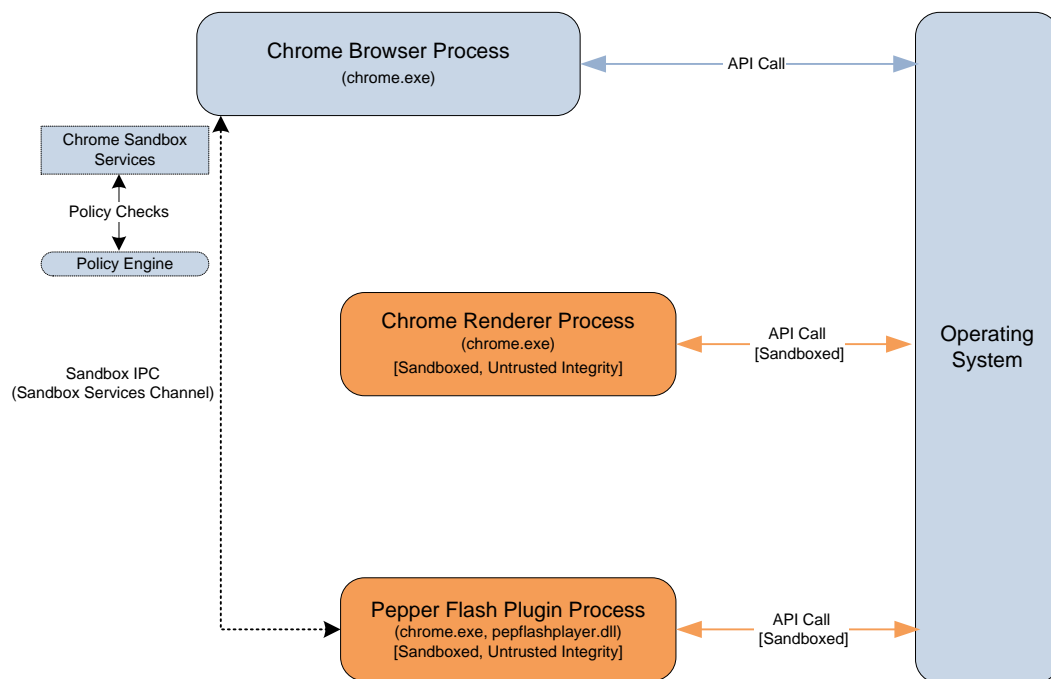 Chrome Browser Process
(chrome.exe)
API Call
Chrome Sandbox
Services
Policy Checks
Policy Engine
Chrome Renderer Process
(chrome.exe)
[Sandboxed, Untrusted Integrity]
API Call
[Sandboxed]
Operating
System
Sandbox IPC
(Sandbox Services Channel)
Pepper Flash Plugin Process
(chrome.exe, pepflashplayer.dll)
[Sandboxed, Untrusted Integrity]
API Call
[Sandboxed]